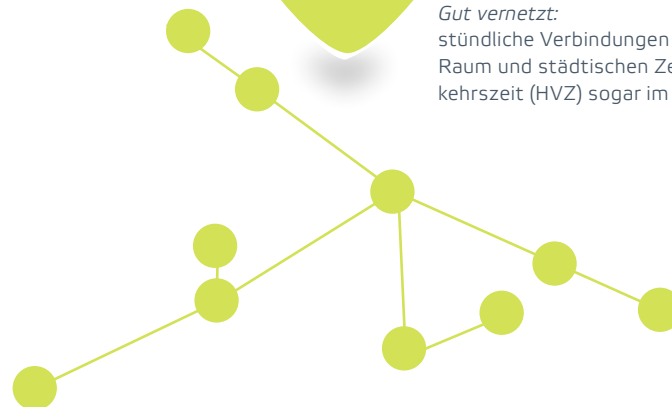 Gut vernetzt:
stündliche Verbindungen
Raum und städtischen Ze
kehrszeit (HVZ) sogar im